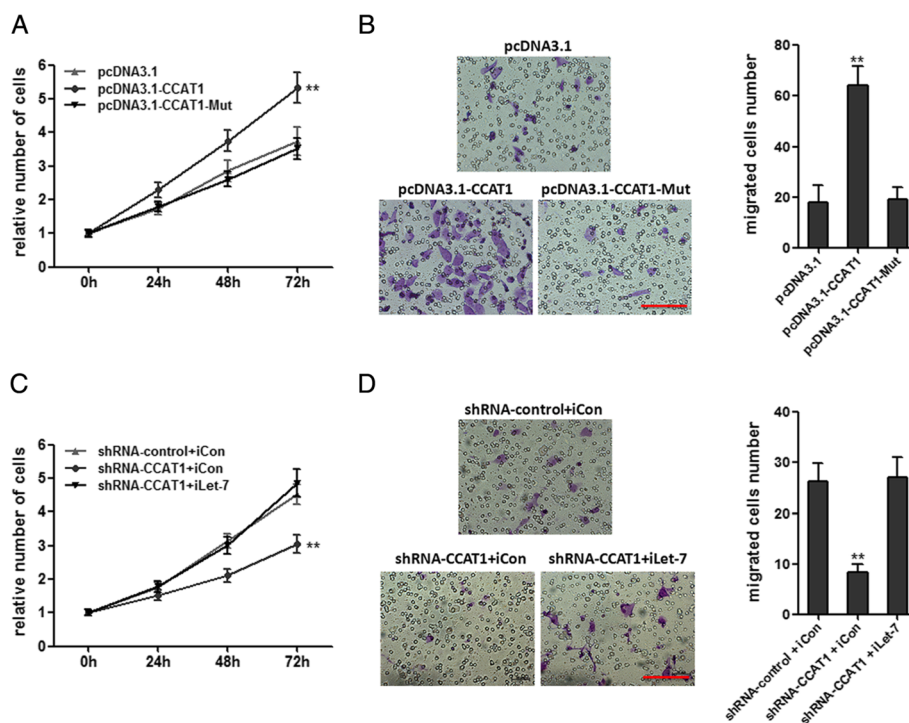 A
relative number of cells
6
5
4
3
2
1
0
pcDNA3.1
pcDNA3.1-CCAT1
pcDNA3.1-CCAT1-Mut
**
0h 24h 48h 72h
B
pcDNA3.1
pcDNA3.1-CCAT1
pcDNA3.1-CCAT1-Mut
migrated cells number
80
60
40
20
0
**
pcDNA3.1
pcDNA3.1-CCAT1
pcDNA3.1-CCAT1-Mut
C
relative number of cells
6
5
4
3
2
1
0
shRNA-control+iCon
shRNA-CCAT1+iCon
shRNA-CCAT1+iLet-7
**
0h 24h 48h 72h
D
shRNA-control+iCon
shRNA-CCAT1+iCon
shRNA-CCAT1+iLet-7
migrated cells number
40
30
20
10
0
**
shRNA-control +iCon
shRNA-CCAT1 +iCon
shRNA-CCAT1 +iLet-7